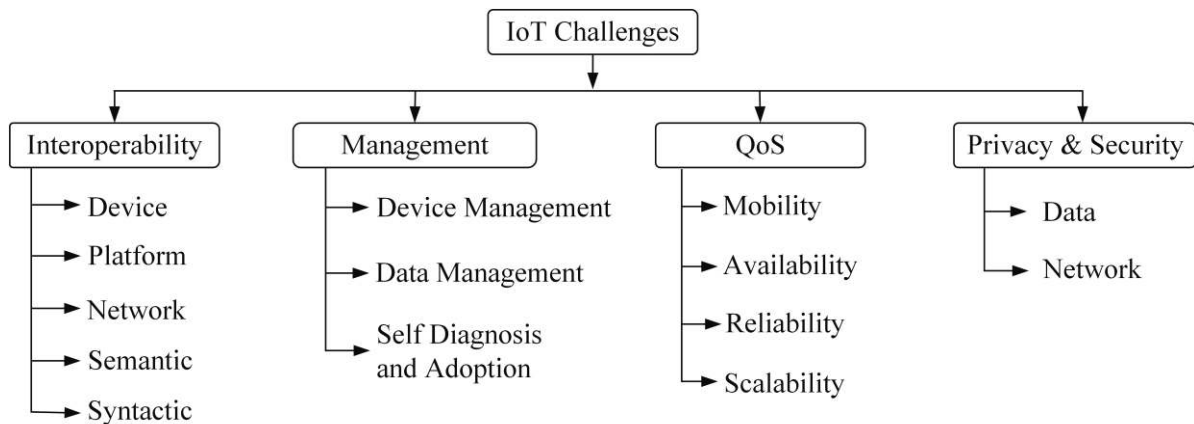 IoT Challenges
Interoperability
Device
Platform
Network
Semantic
Syntactic
Management
Device Management
Data Management
Self Diagnosis
and Adoption
QoS
Mobility
Availability
Reliability
Scalability
Privacy & Security
Data
Network